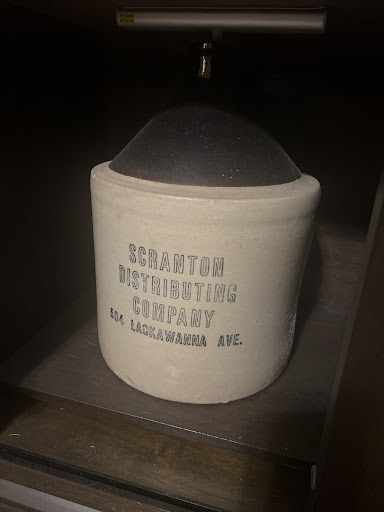 SCRANTON
DISTRIBUTING
COMPANY
504 LACKAWANNA AVE.